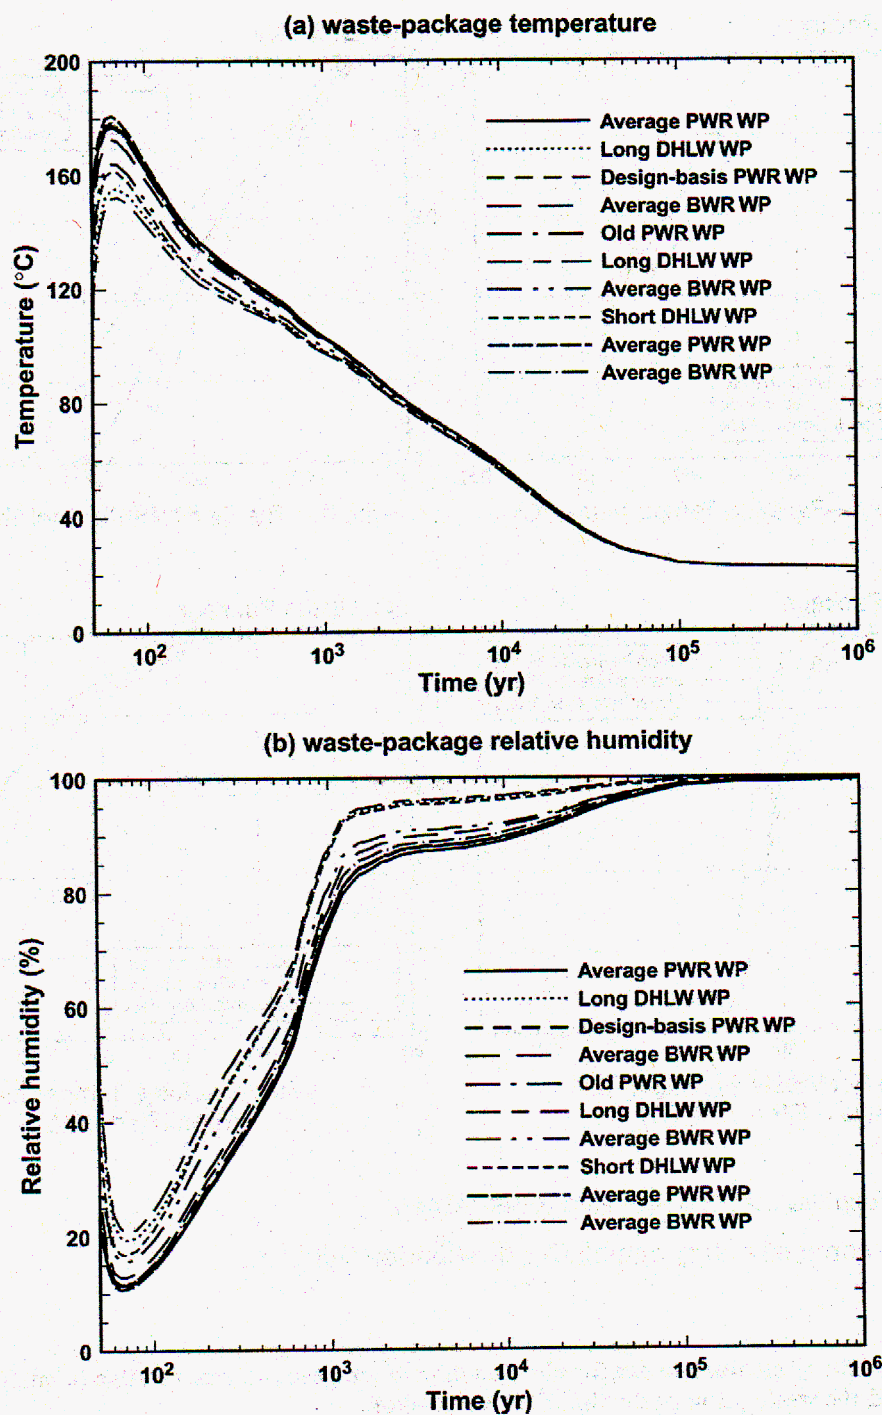 (a) waste-package temperature
200
160
120
80
40
0
Temperature (°C)
Average PWR WP
Long DHLW WP
Design-basis PWR WP
Average BWR WP
Old PWR WP
Long DHLW WP
Average BWR WP
Short DHLW WP
Average PWR WP
Average BWR WP
10² 10³ 10⁴ 10⁵ 10⁶
Time (yr)
(b) waste-package relative humidity
100
80
60
40
20
0
Relative humidity (%)
Average PWR WP
Long DHLW WP
Design-basis PWR WP
Average BWR WP
Old PWR WP
Long DHLW WP
Average BWR WP
Short DHLW WP
Average PWR WP
Average BWR WP
10² 10³ 10⁴ 10⁵ 10⁶
Time (yr)